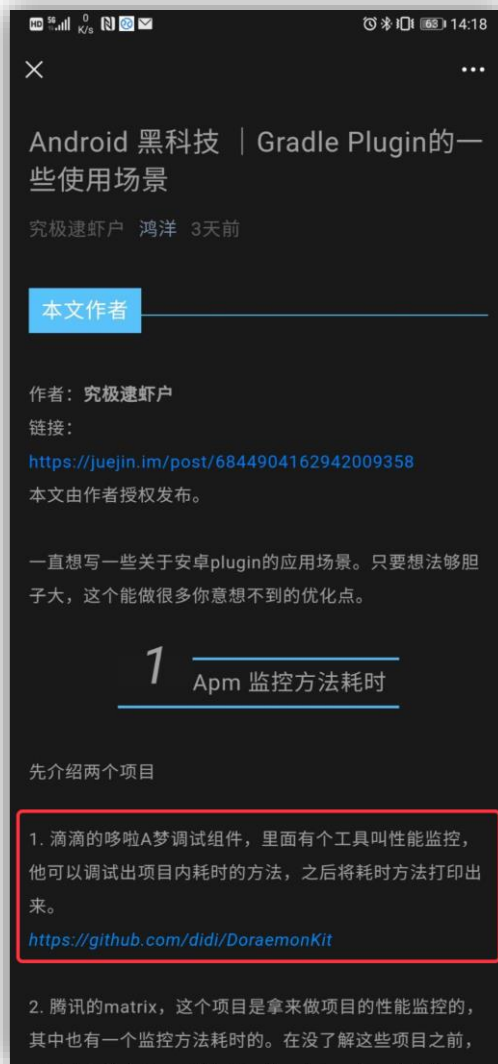 HD 5G 0 K/s 63 14:18
Android 黑科技 ｜Gradle Plugin的一
些使用场景
究极逮虾户 鸿洋 3天前
本文作者
作者：究极逮虾户
链接：
https://juejin.im/post/6844904162942009358
本文由作者授权发布。
一直想写一些关于安卓plugin的应用场景。只要想法够胆
子大，这个能做很多你意想不到的优化点。
1 Apm 监控方法耗时
先介绍两个项目
1. 滴滴的哆啦A梦调试组件，里面有个工具叫性能监控，
他可以调试出项目内耗时的方法，之后将耗时方法打印出
来。
https://github.com/didi/DoraemonKit
2. 腾讯的matrix，这个项目是拿来做项目的性能监控的，
其中也有一个监控方法耗时的。在没了解这些项目之前，